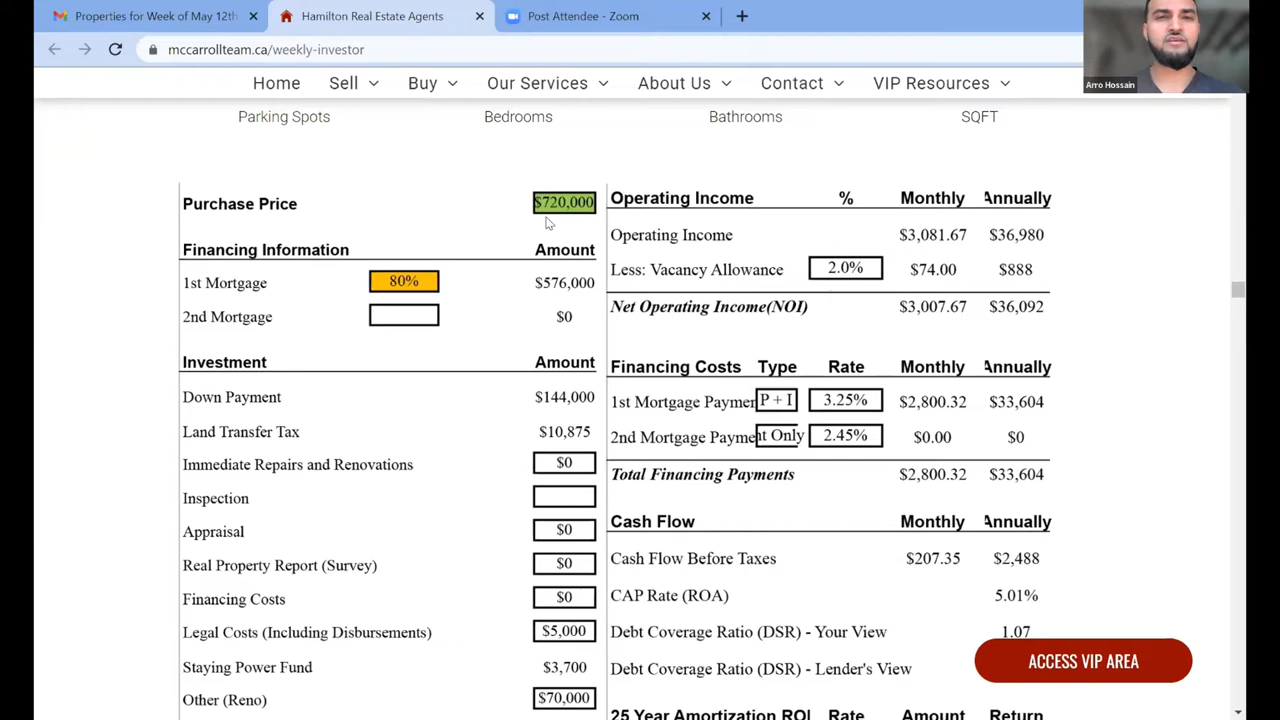 Properties for Week of May 12th
Hamilton Real Estate Agents
Post Attendee - Zoom
mccarrollteam.ca/weekly-investor
Arro Hossain
Home Sell Buy Our Services About Us Contact VIP Resources
Parking Spots Bedrooms Bathrooms SQFT
Purchase Price $720,000
Financing Information Amount
1st Mortgage 80% $576,000
2nd Mortgage $0
Investment Amount
Down Payment $144,000
Land Transfer Tax $10,875
Immediate Repairs and Renovations $0
Inspection
Appraisal $0
Real Property Report (Survey) $0
Financing Costs $0
Legal Costs (Including Disbursements) $5,000
Staying Power Fund $3,700
Other (Reno) $70,000
Operating Income % Monthly Annually
Operating Income $3,081.67 $36,980
Less: Vacancy Allowance 2.0% $74.00 $888
Net Operating Income(NOI) $3,007.67 $36,092
Financing Costs Type Rate Monthly Annually
1st Mortgage Paymer P + I 3.25% $2,800.32 $33,604
2nd Mortgage Payme nt Only 2.45% $0.00 $0
Total Financing Payments $2,800.32 $33,604
Cash Flow Monthly Annually
Cash Flow Before Taxes $207.35 $2,488
CAP Rate (ROA) 5.01%
Debt Coverage Ratio (DSR) - Your View 1.07
Debt Coverage Ratio (DSR) - Lender's View
25 Year Amortization ROI Rate Amount Return
ACCESS VIP AREA